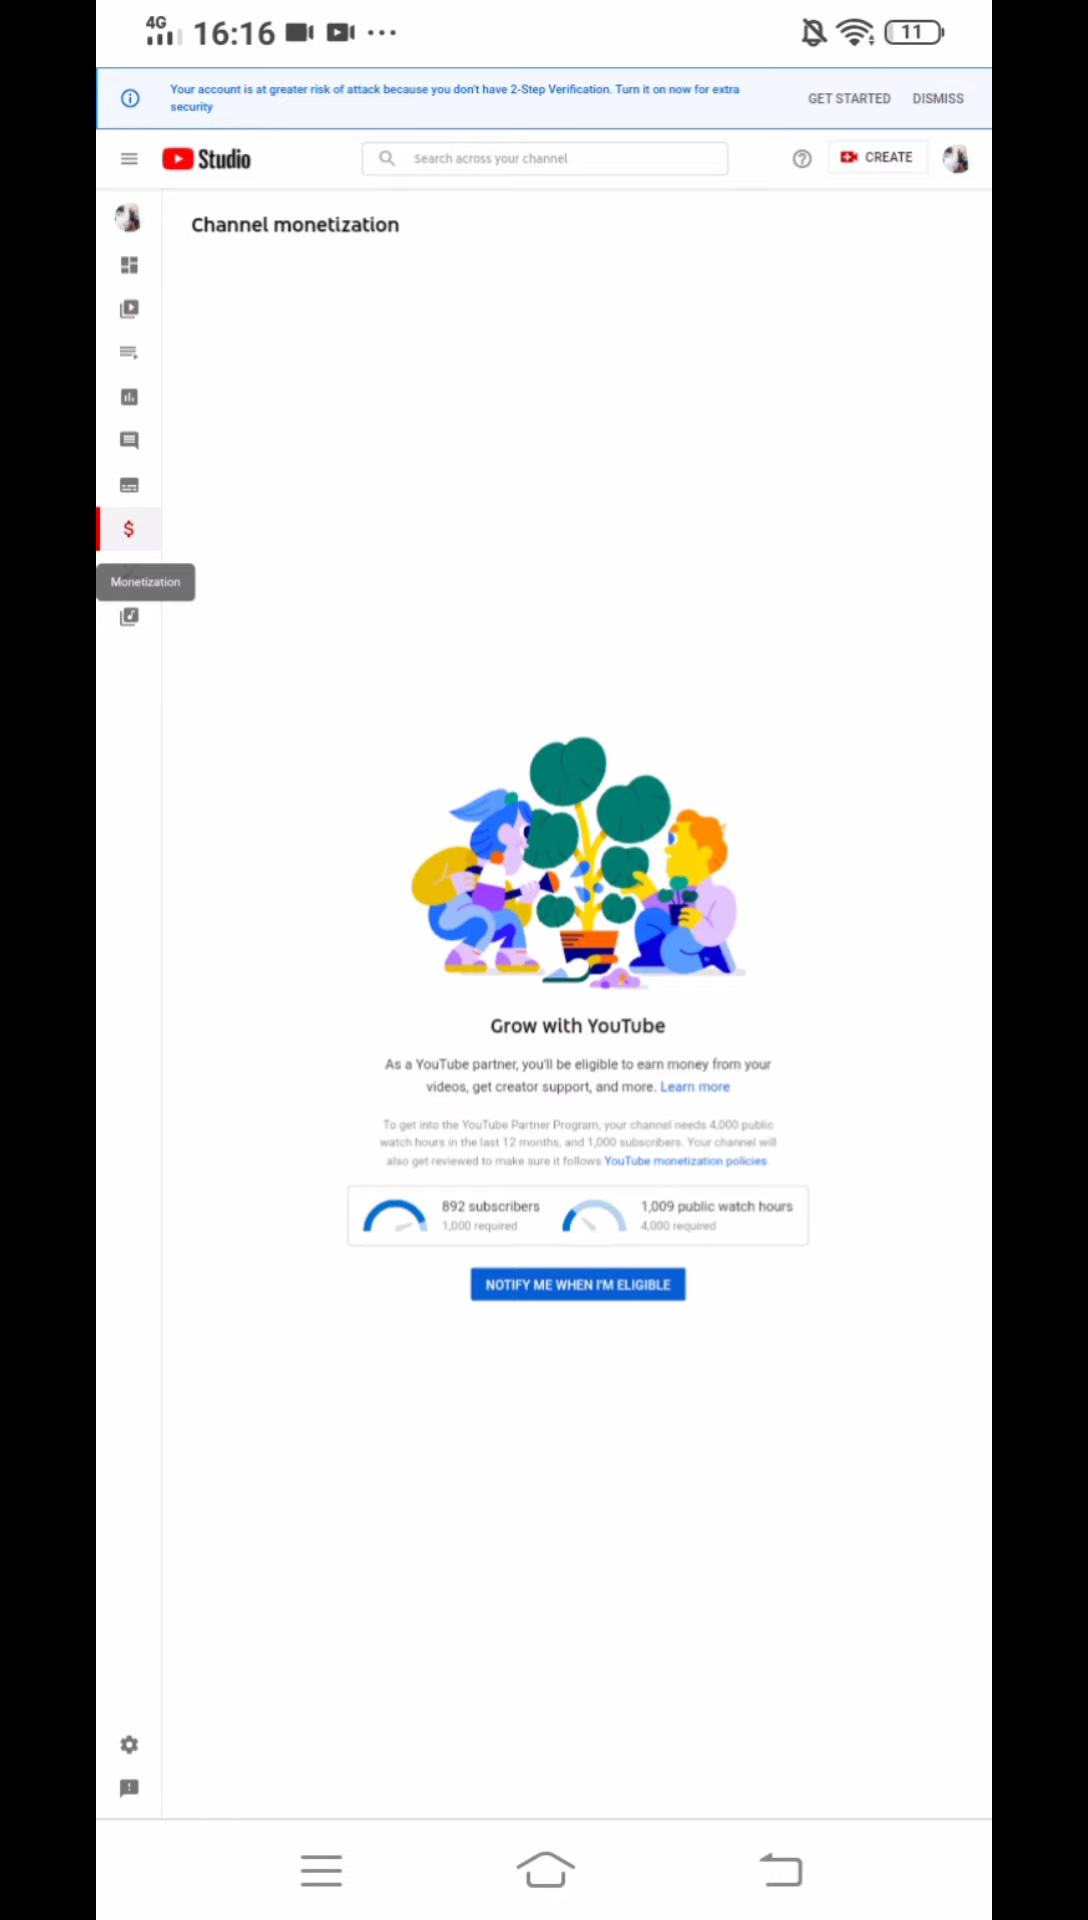 4G 16:16 11
Your account is at greater risk of attack because you don't have 2-Step Verification. Turn it on now for extra
security
GET STARTED DISMISS
Studio
Search across your channel
CREATE
Channel monetization
$
Monetization
Grow with YouTube
As a YouTube partner, you'll be eligible to earn money from your
videos, get creator support, and more. Learn more
To get into the YouTube Partner Program, your channel needs 4,000 public
watch hours in the last 12 months, and 1,000 subscribers. Your channel will
also get reviewed to make sure it follows YouTube monetization policies
892 subscribers
1,000 required
1,009 public watch hours
4,000 required
NOTIFY ME WHEN I'M ELIGIBLE